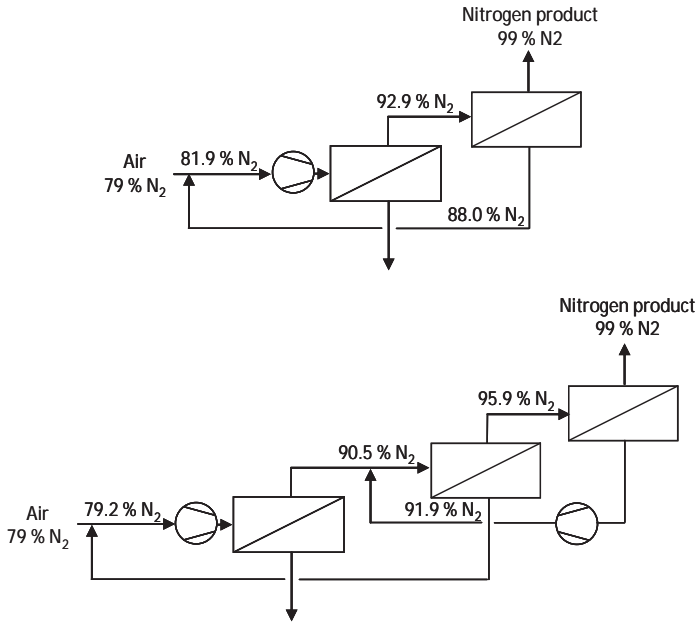 Nitrogen product
99 % N2
92.9 % N₂
Air
79 % N₂
81.9 % N₂
88.0 % N₂
Nitrogen product
99 % N2
95.9 % N₂
90.5 % N₂
Air
79 % N₂
79.2 % N₂
91.9 % N₂